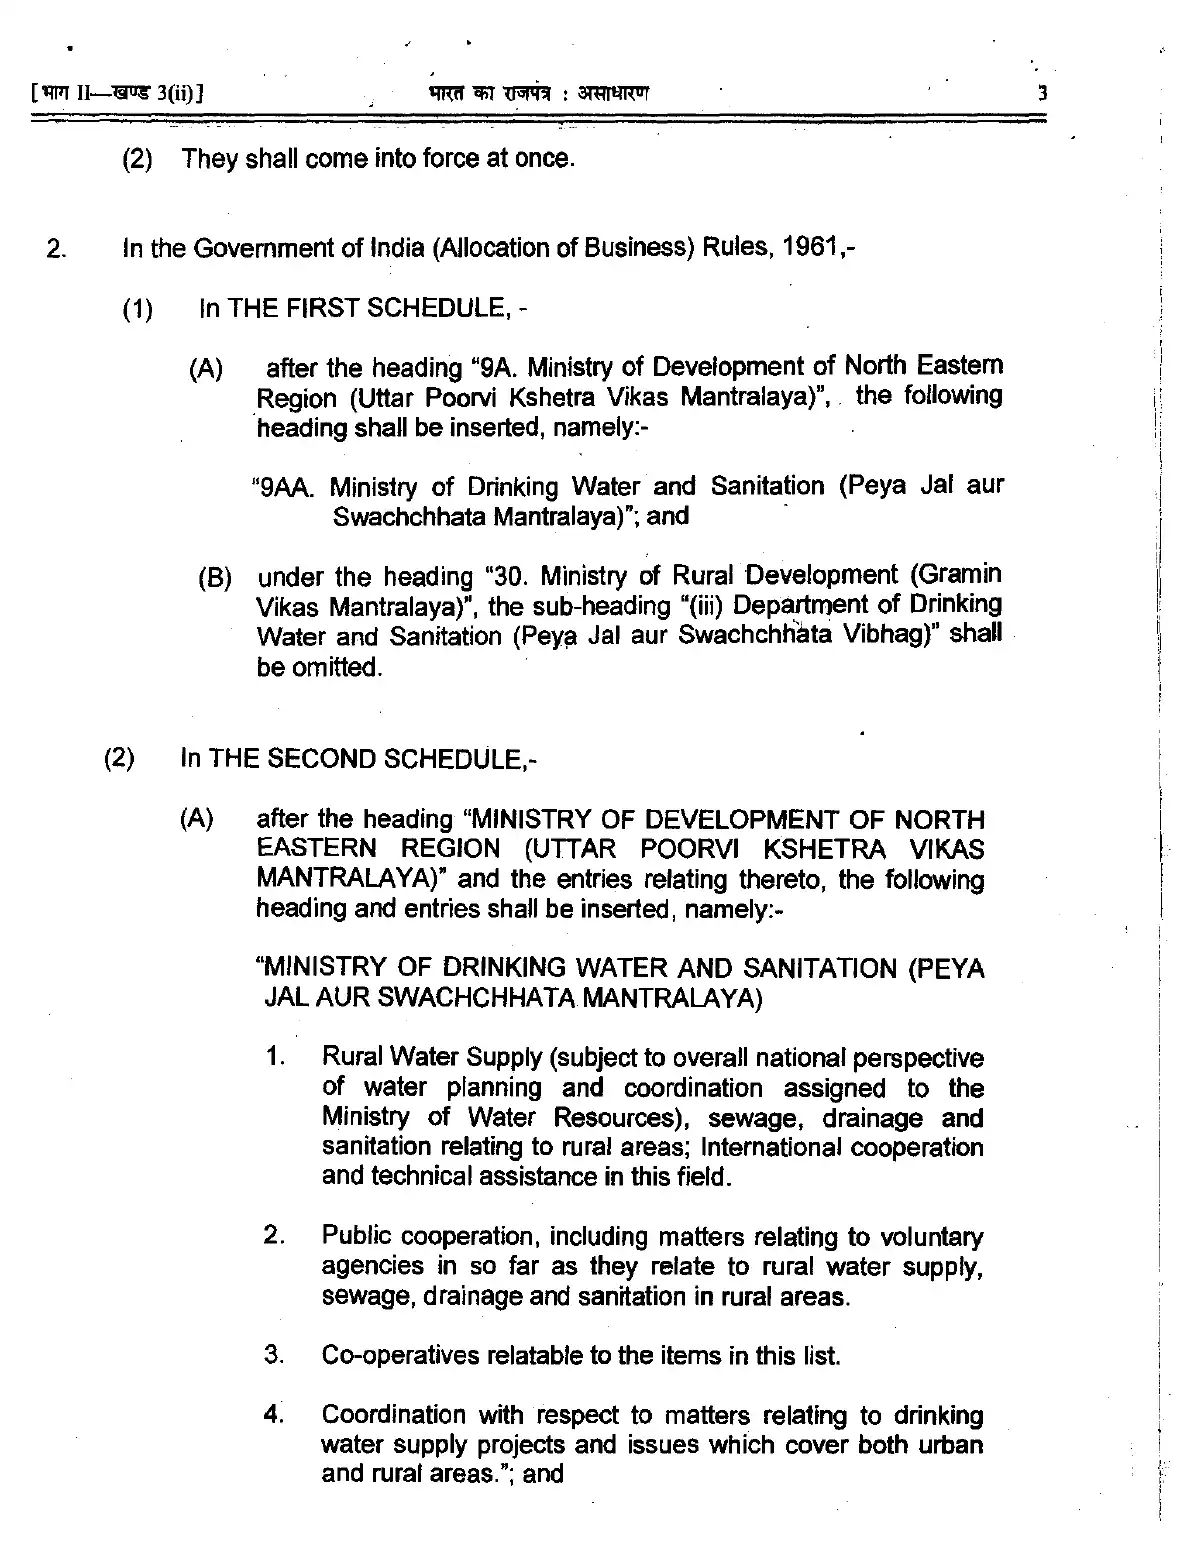 [भाग II—खण्ड 3(ii)] भारत का राजपत्र : असाधारण 3
(2) They shall come into force at once.
2. In the Government of India (Allocation of Business) Rules, 1961,-
(1) In THE FIRST SCHEDULE, -
(A) after the heading “9A. Ministry of Development of North Eastern
Region (Uttar Poorvi Kshetra Vikas Mantralaya)”, the following
heading shall be inserted, namely:-
“9AA. Ministry of Drinking Water and Sanitation (Peya Jal aur
Swachchhata Mantralaya)”; and
(B) under the heading “30. Ministry of Rural Development (Gramin
Vikas Mantralaya)”, the sub-heading “(iii) Department of Drinking
Water and Sanitation (Peya Jal aur Swachchhata Vibhag)” shall
be omitted.
(2) In THE SECOND SCHEDULE,-
(A) after the heading “MINISTRY OF DEVELOPMENT OF NORTH
EASTERN REGION (UTTAR POORVI KSHETRA VIKAS
MANTRALAYA)” and the entries relating thereto, the following
heading and entries shall be inserted, namely:-
“MINISTRY OF DRINKING WATER AND SANITATION (PEYA
JAL AUR SWACHCHHATA MANTRALAYA)
1. Rural Water Supply (subject to overall national perspective
of water planning and coordination assigned to the
Ministry of Water Resources), sewage, drainage and
sanitation relating to rural areas; International cooperation
and technical assistance in this field.
2. Public cooperation, including matters relating to voluntary
agencies in so far as they relate to rural water supply,
sewage, drainage and sanitation in rural areas.
3. Co-operatives relatable to the items in this list.
4. Coordination with respect to matters relating to drinking
water supply projects and issues which cover both urban
and rural areas.”; and